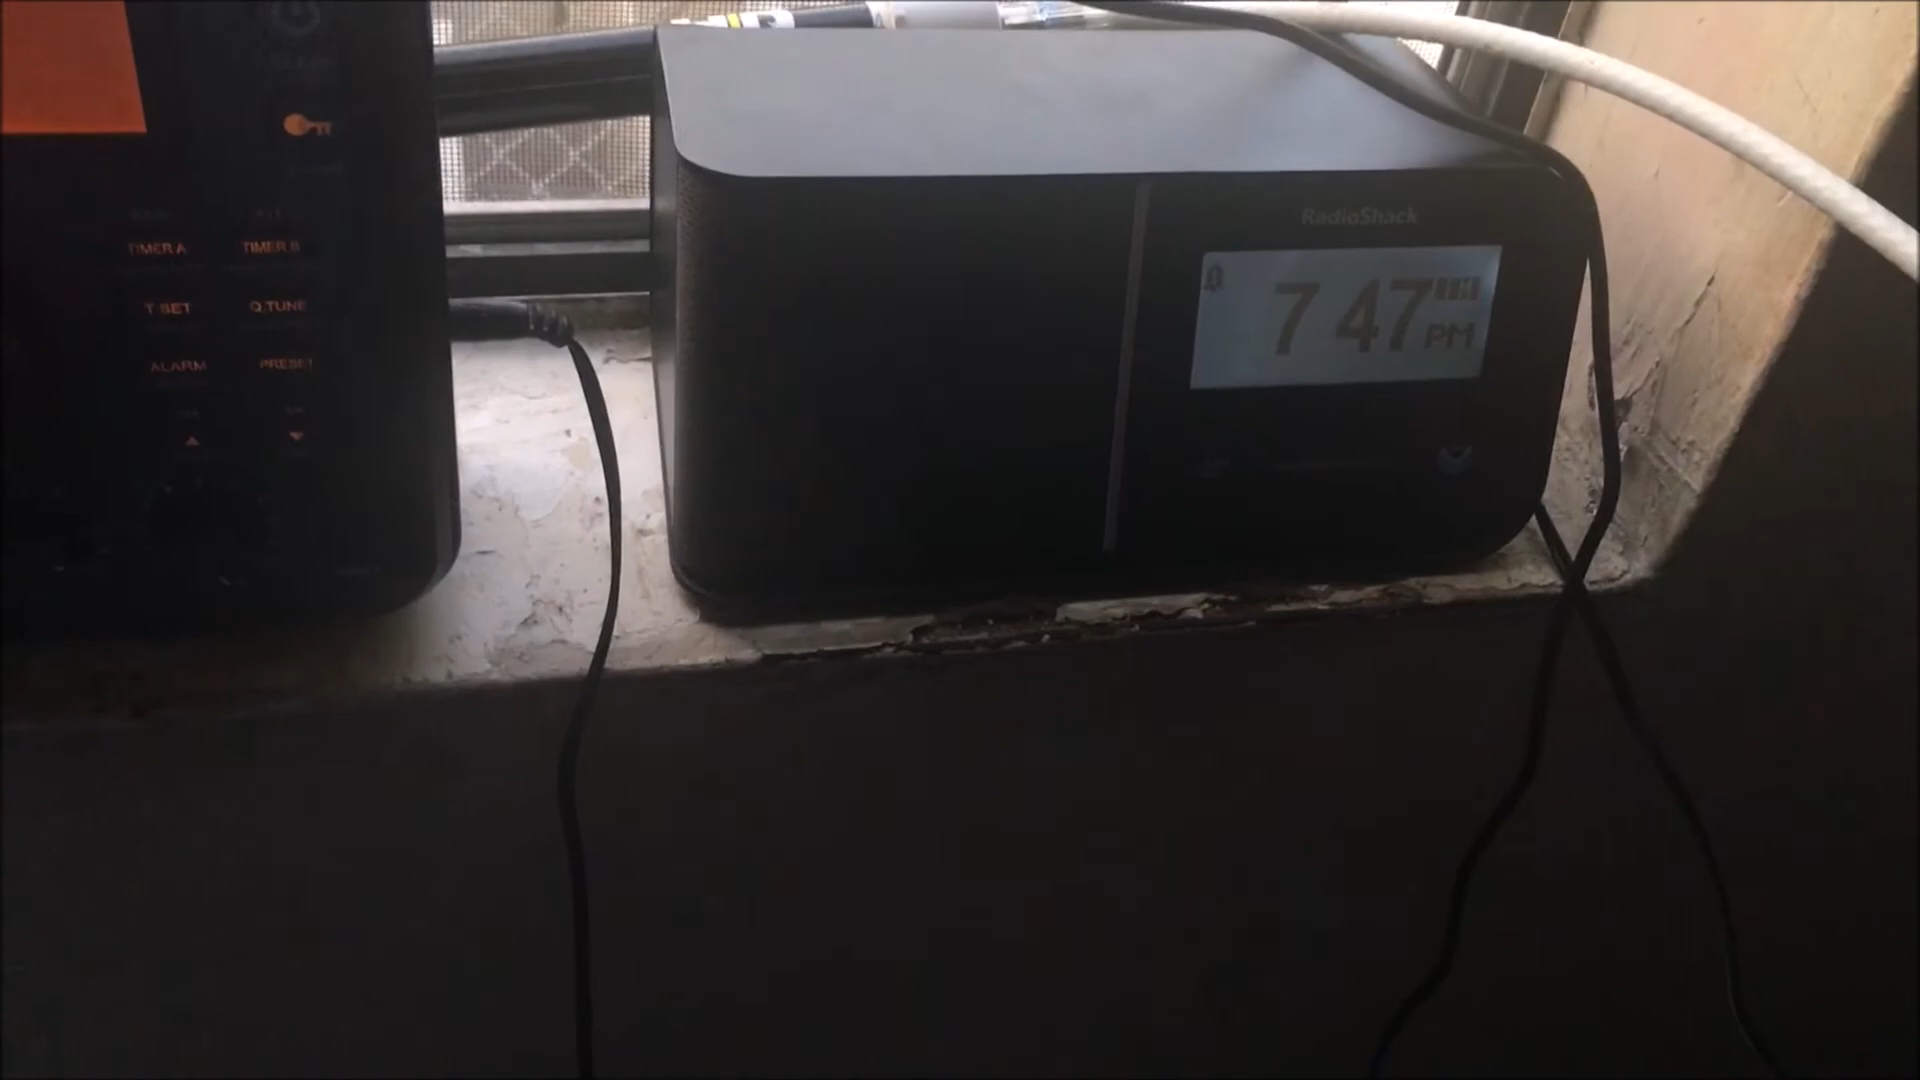 TIMER A TIMER B
T SET Q.TUNE
ALARM PRESET
RadioShack
7 47
PM